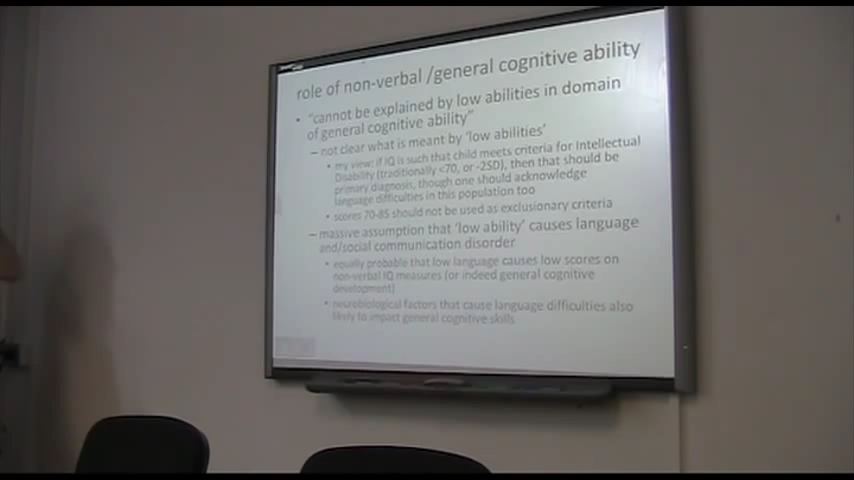 role of non-verbal /general cognitive ability
• "cannot be explained by low abilities in domain
of general cognitive ability"
– not clear what is meant by 'low abilities'
• my view: if IQ is such that child meets criteria for Intellectual
Disability (traditionally <70, or -2SD), then that should be
primary diagnosis, though one should acknowledge
language difficulties in this population too
• scores 70-85 should not be used as exclusionary criteria
– massive assumption that 'low ability' causes language
and/social communication disorder
• equally probable that low language causes low scores on
non-verbal IQ measures (or indeed general cognitive
development)
• neurobiological factors that cause language difficulties also
likely to impact general cognitive skills